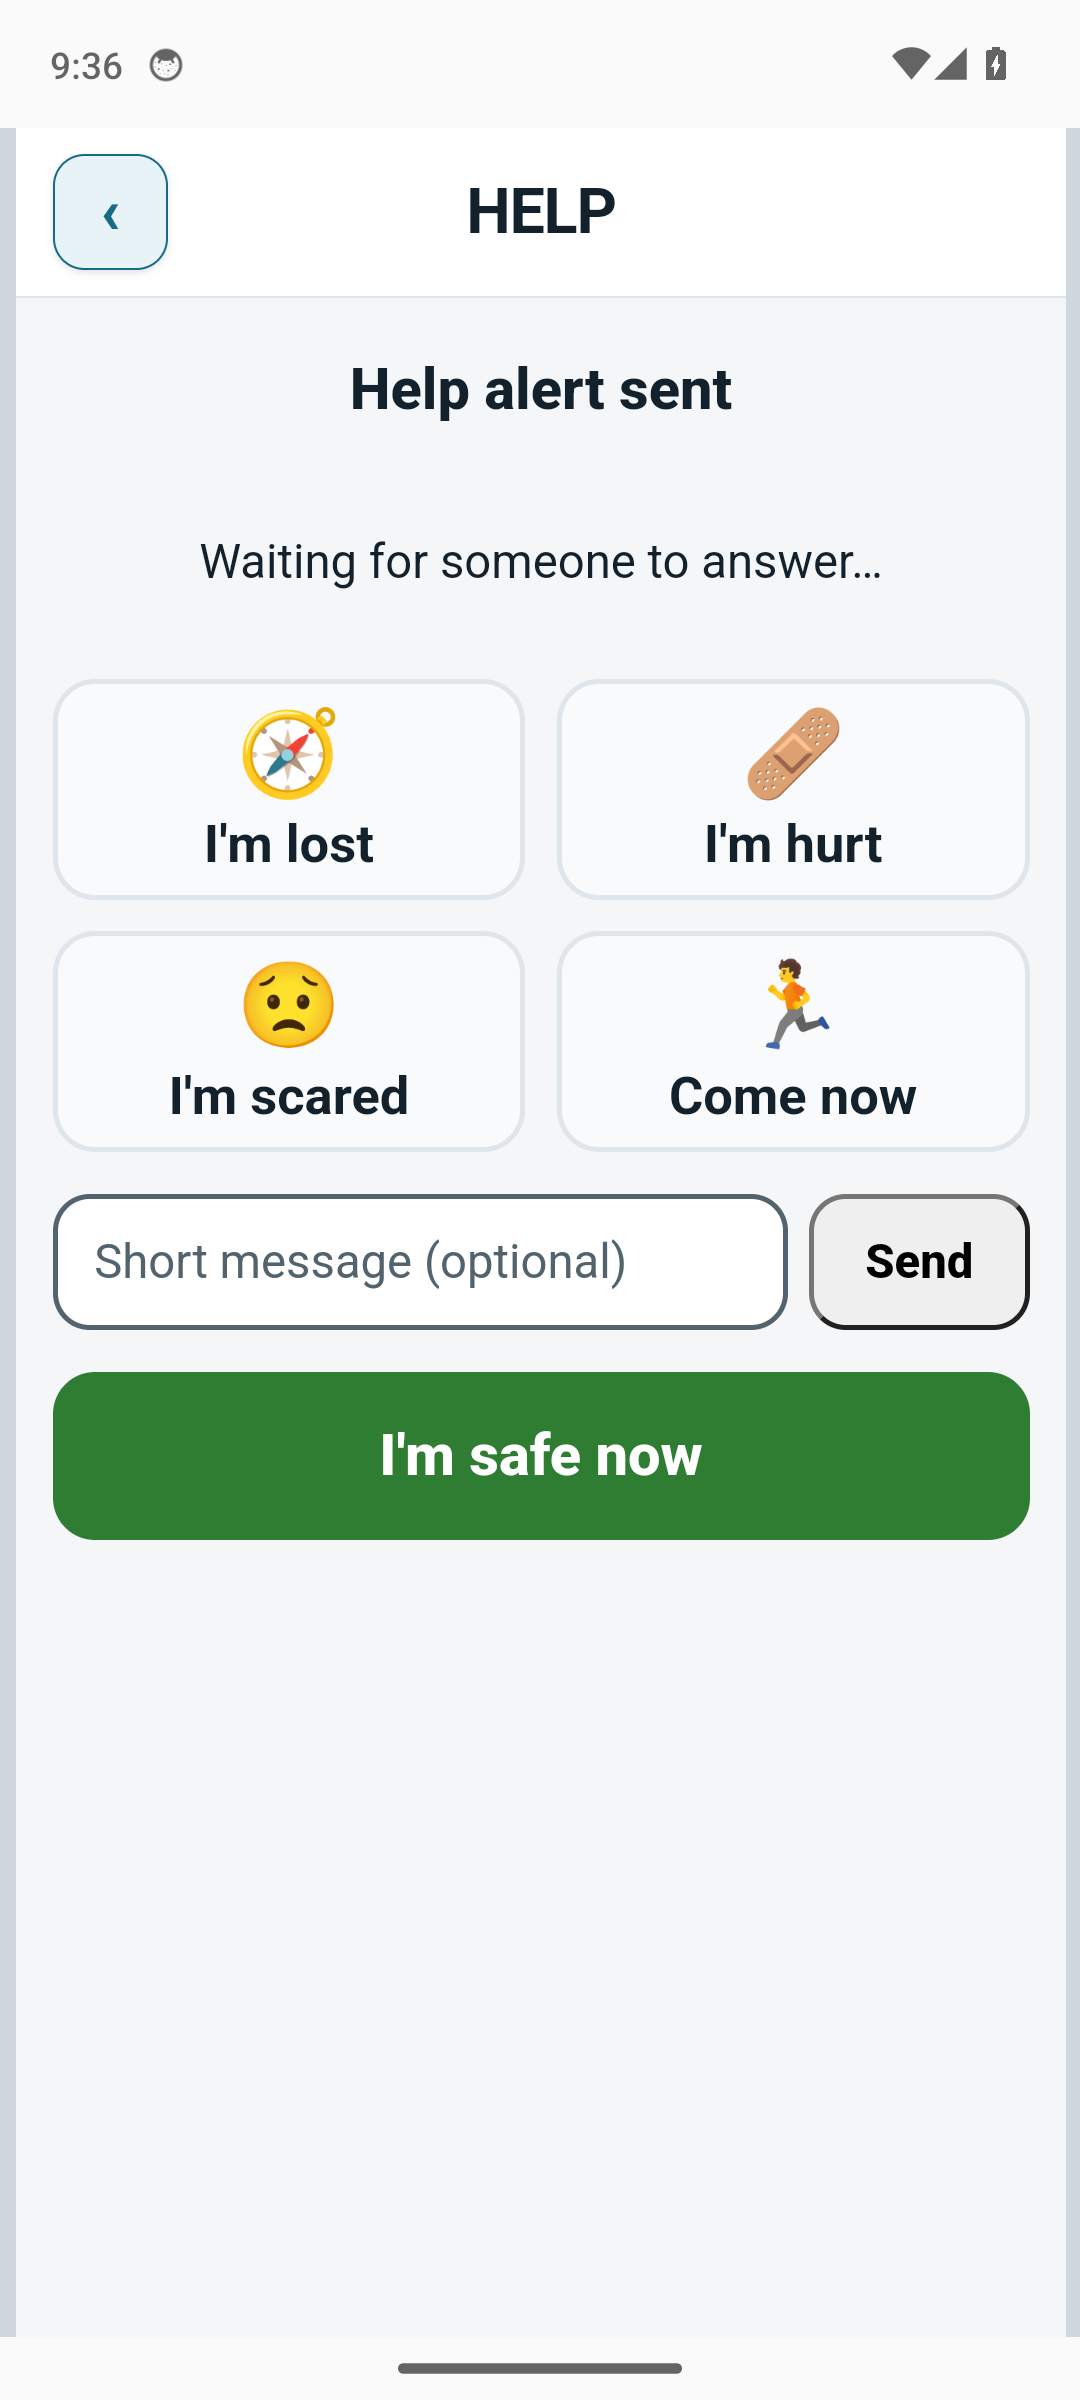 9:36
‹
HELP
Help alert sent
Waiting for someone to answer...
I'm lost
I'm hurt
I'm scared
Come now
Short message (optional)
Send
I'm safe now